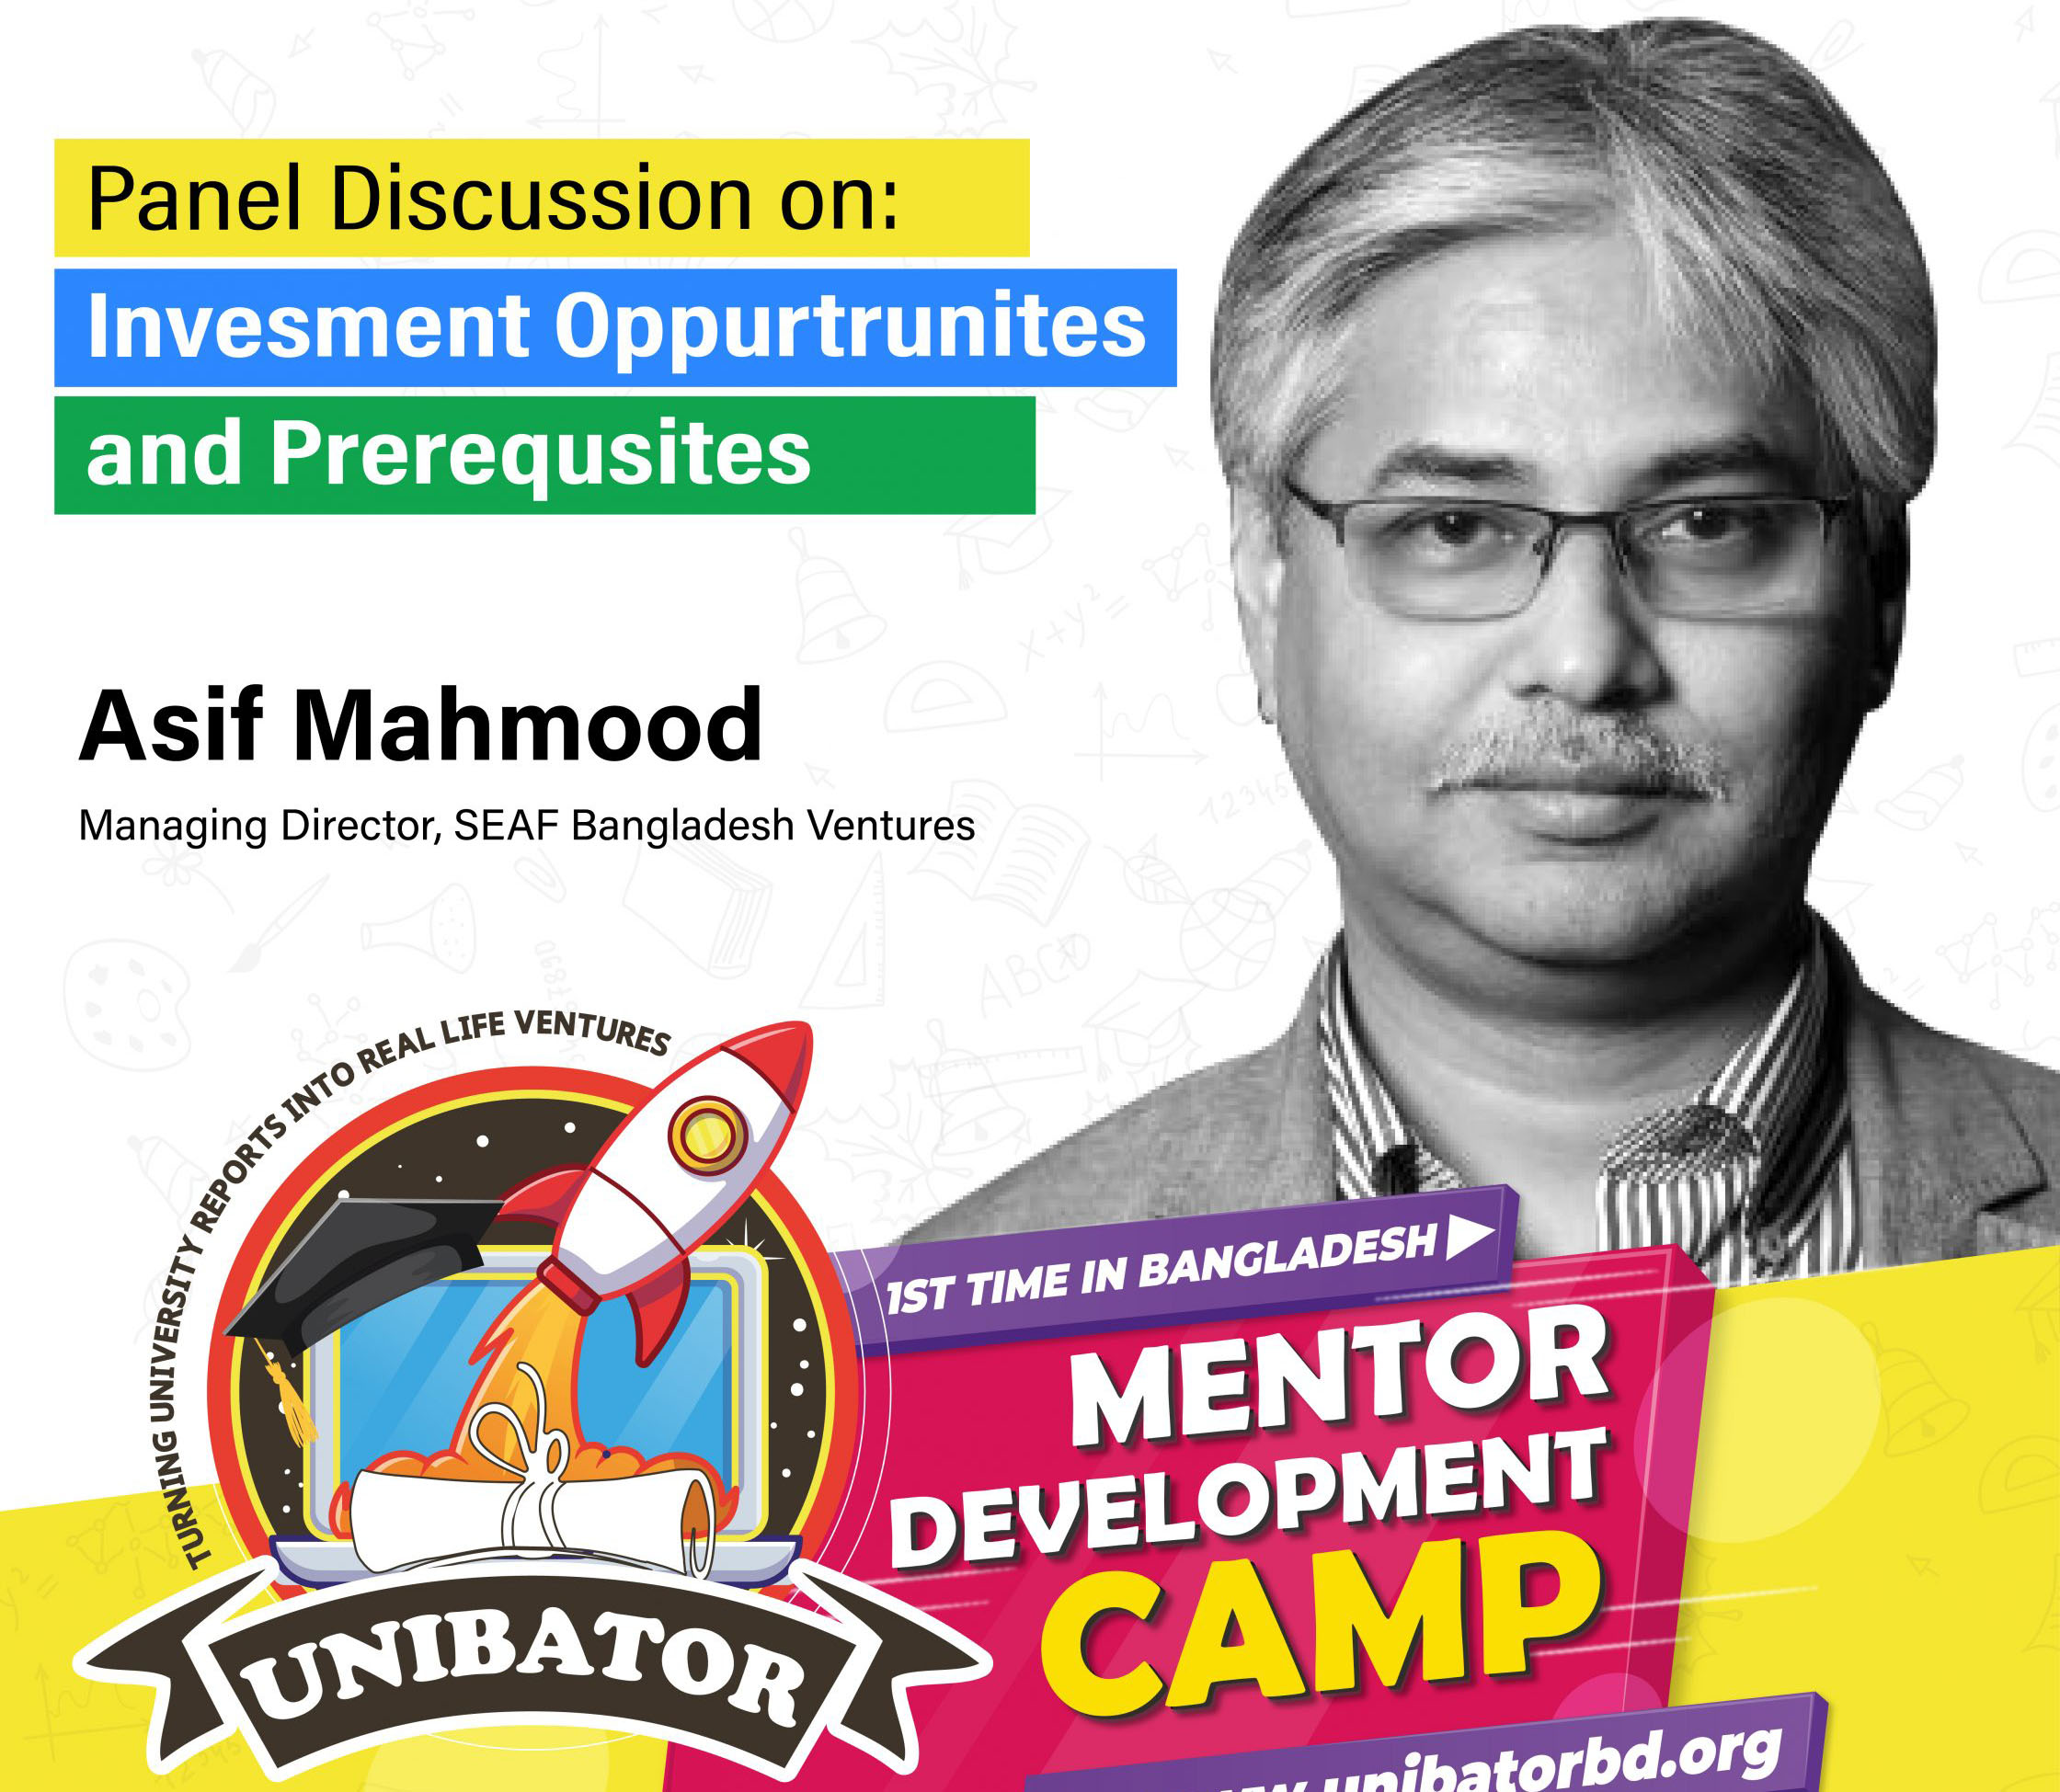 Panel Discussion on:
Invesment Oppurtrunites
and Prerequsites
Asif Mahmood
Managing Director, SEAF Bangladesh Ventures
TURNING UNIVERSITY REPORTS INTO REAL LIFE VENTURES
UNIBATOR
1ST TIME IN BANGLADESH
MENTOR
DEVELOPMENT
CAMP
unibatorbd.org